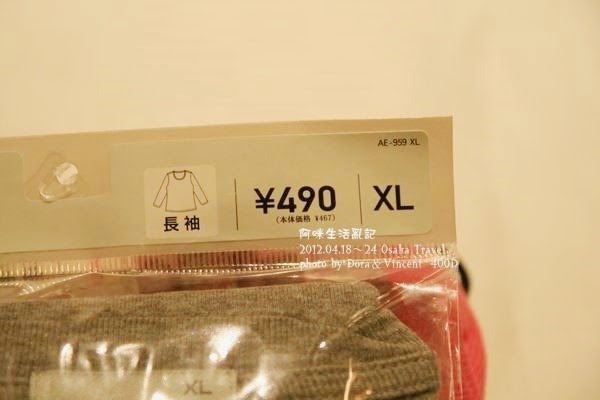 AE-959 XL
長袖
¥490
(本体価格 ¥467)
XL
阿咪生活亂記
2012.04.18~24 Osaka Travel
photo by Dora & Vincent 400D
XL